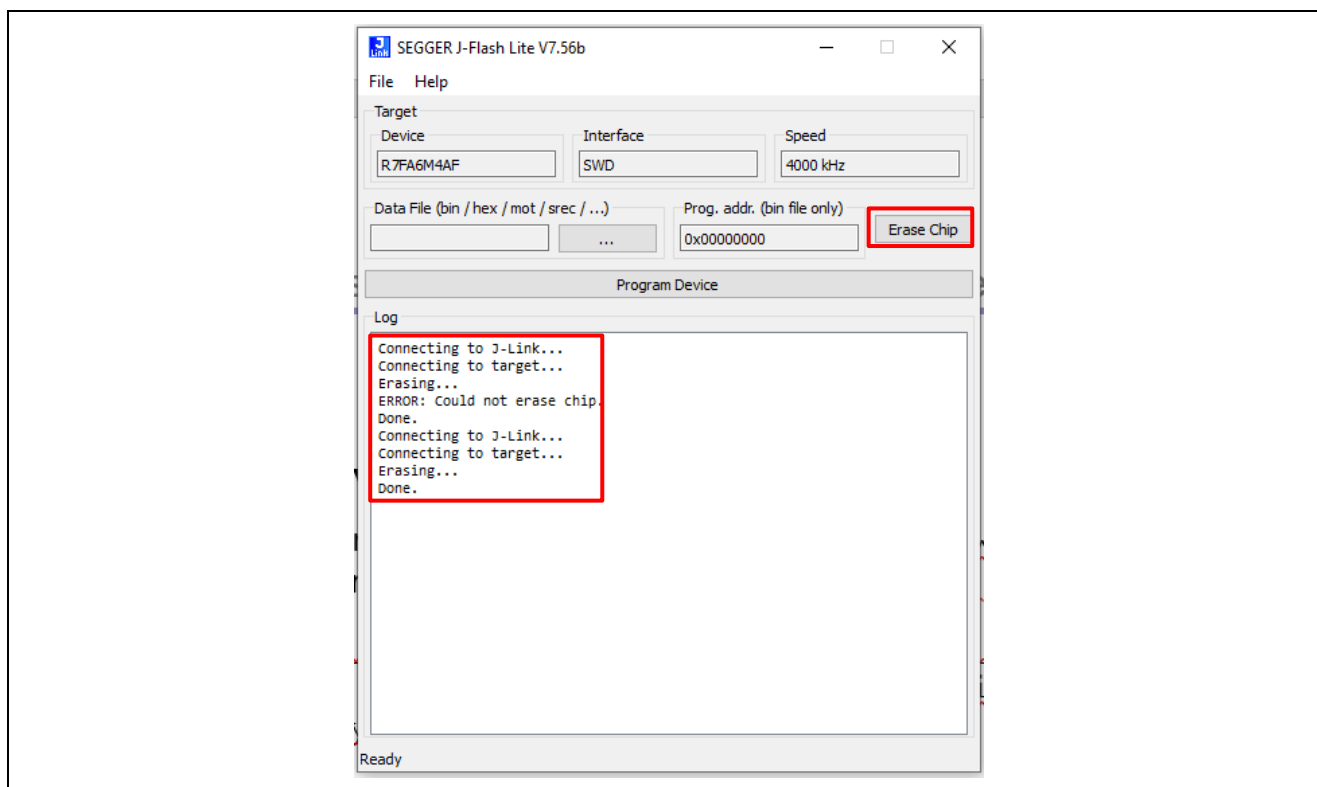 J
Link
SEGGER J-Flash Lite V7.56b
File Help
Target
Device Interface Speed
R7FA6M4AF SWD 4000 kHz
Data File (bin / hex / mot / srec / ...) Prog. addr. (bin file only)
... 0x00000000 Erase Chip
Program Device
Log
Connecting to J-Link...
Connecting to target...
Erasing...
ERROR: Could not erase chip.
Done.
Connecting to J-Link...
Connecting to target...
Erasing...
Done.
Ready